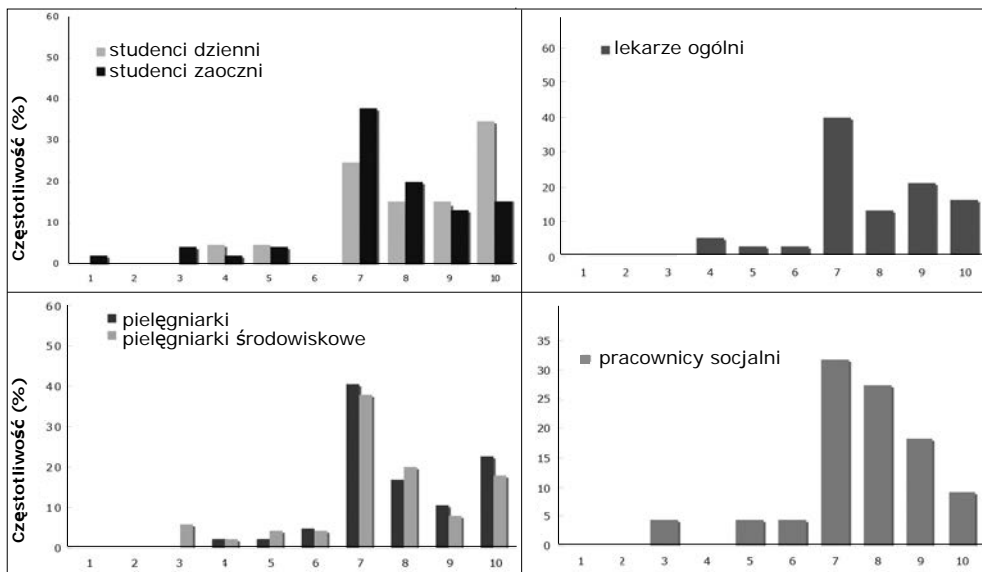 Częstotliwość (%)
60
50
40
30
20
10
0
studenci dzienni
studenci zaoczni
1 2 3 4 5 6 7 8 9 10
60
50
40
30
20
10
0
lekarze ogólni
1 2 3 4 5 6 7 8 9 10
Częstotliwość (%)
60
50
40
30
20
10
0
pielęgniarki
pielęgniarki środowiskowe
1 2 3 4 5 6 7 8 9 10
35
30
25
20
15
10
5
0
pracownicy socjalni
1 2 3 4 5 6 7 8 9 10